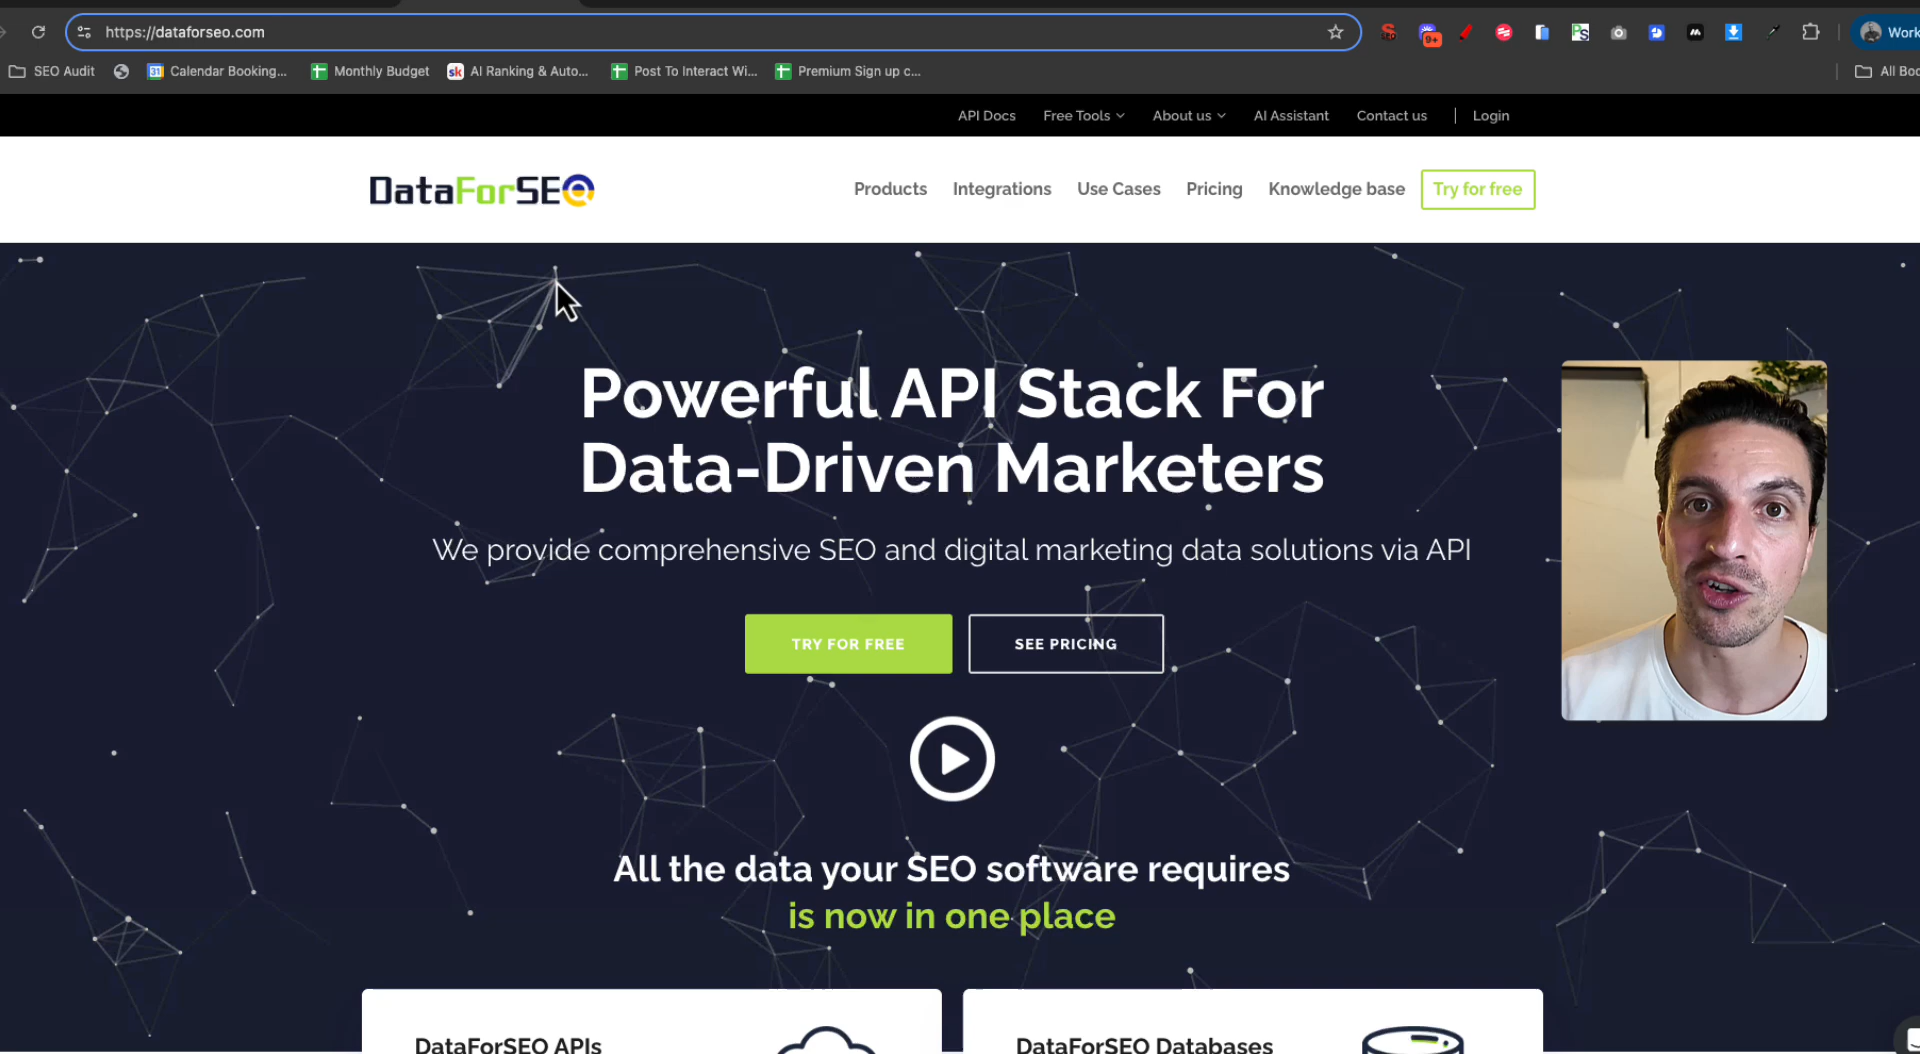 https://dataforseo.com
9+
Work
SEO Audit
31
Calendar Booking...
Monthly Budget
sk
AI Ranking & Auto...
Post To Interact Wi...
Premium Sign up c...
All Boo
API Docs
Free Tools
About us
AI Assistant
Contact us
Login
DataForSEO
Products
Integrations
Use Cases
Pricing
Knowledge base
Try for free
Powerful API Stack For
Data-Driven Marketers
We provide comprehensive SEO and digital marketing data solutions via API
TRY FOR FREE
SEE PRICING
All the data your SEO software requires
is now in one place
DataForSEO APIs
DataForSEO Databases